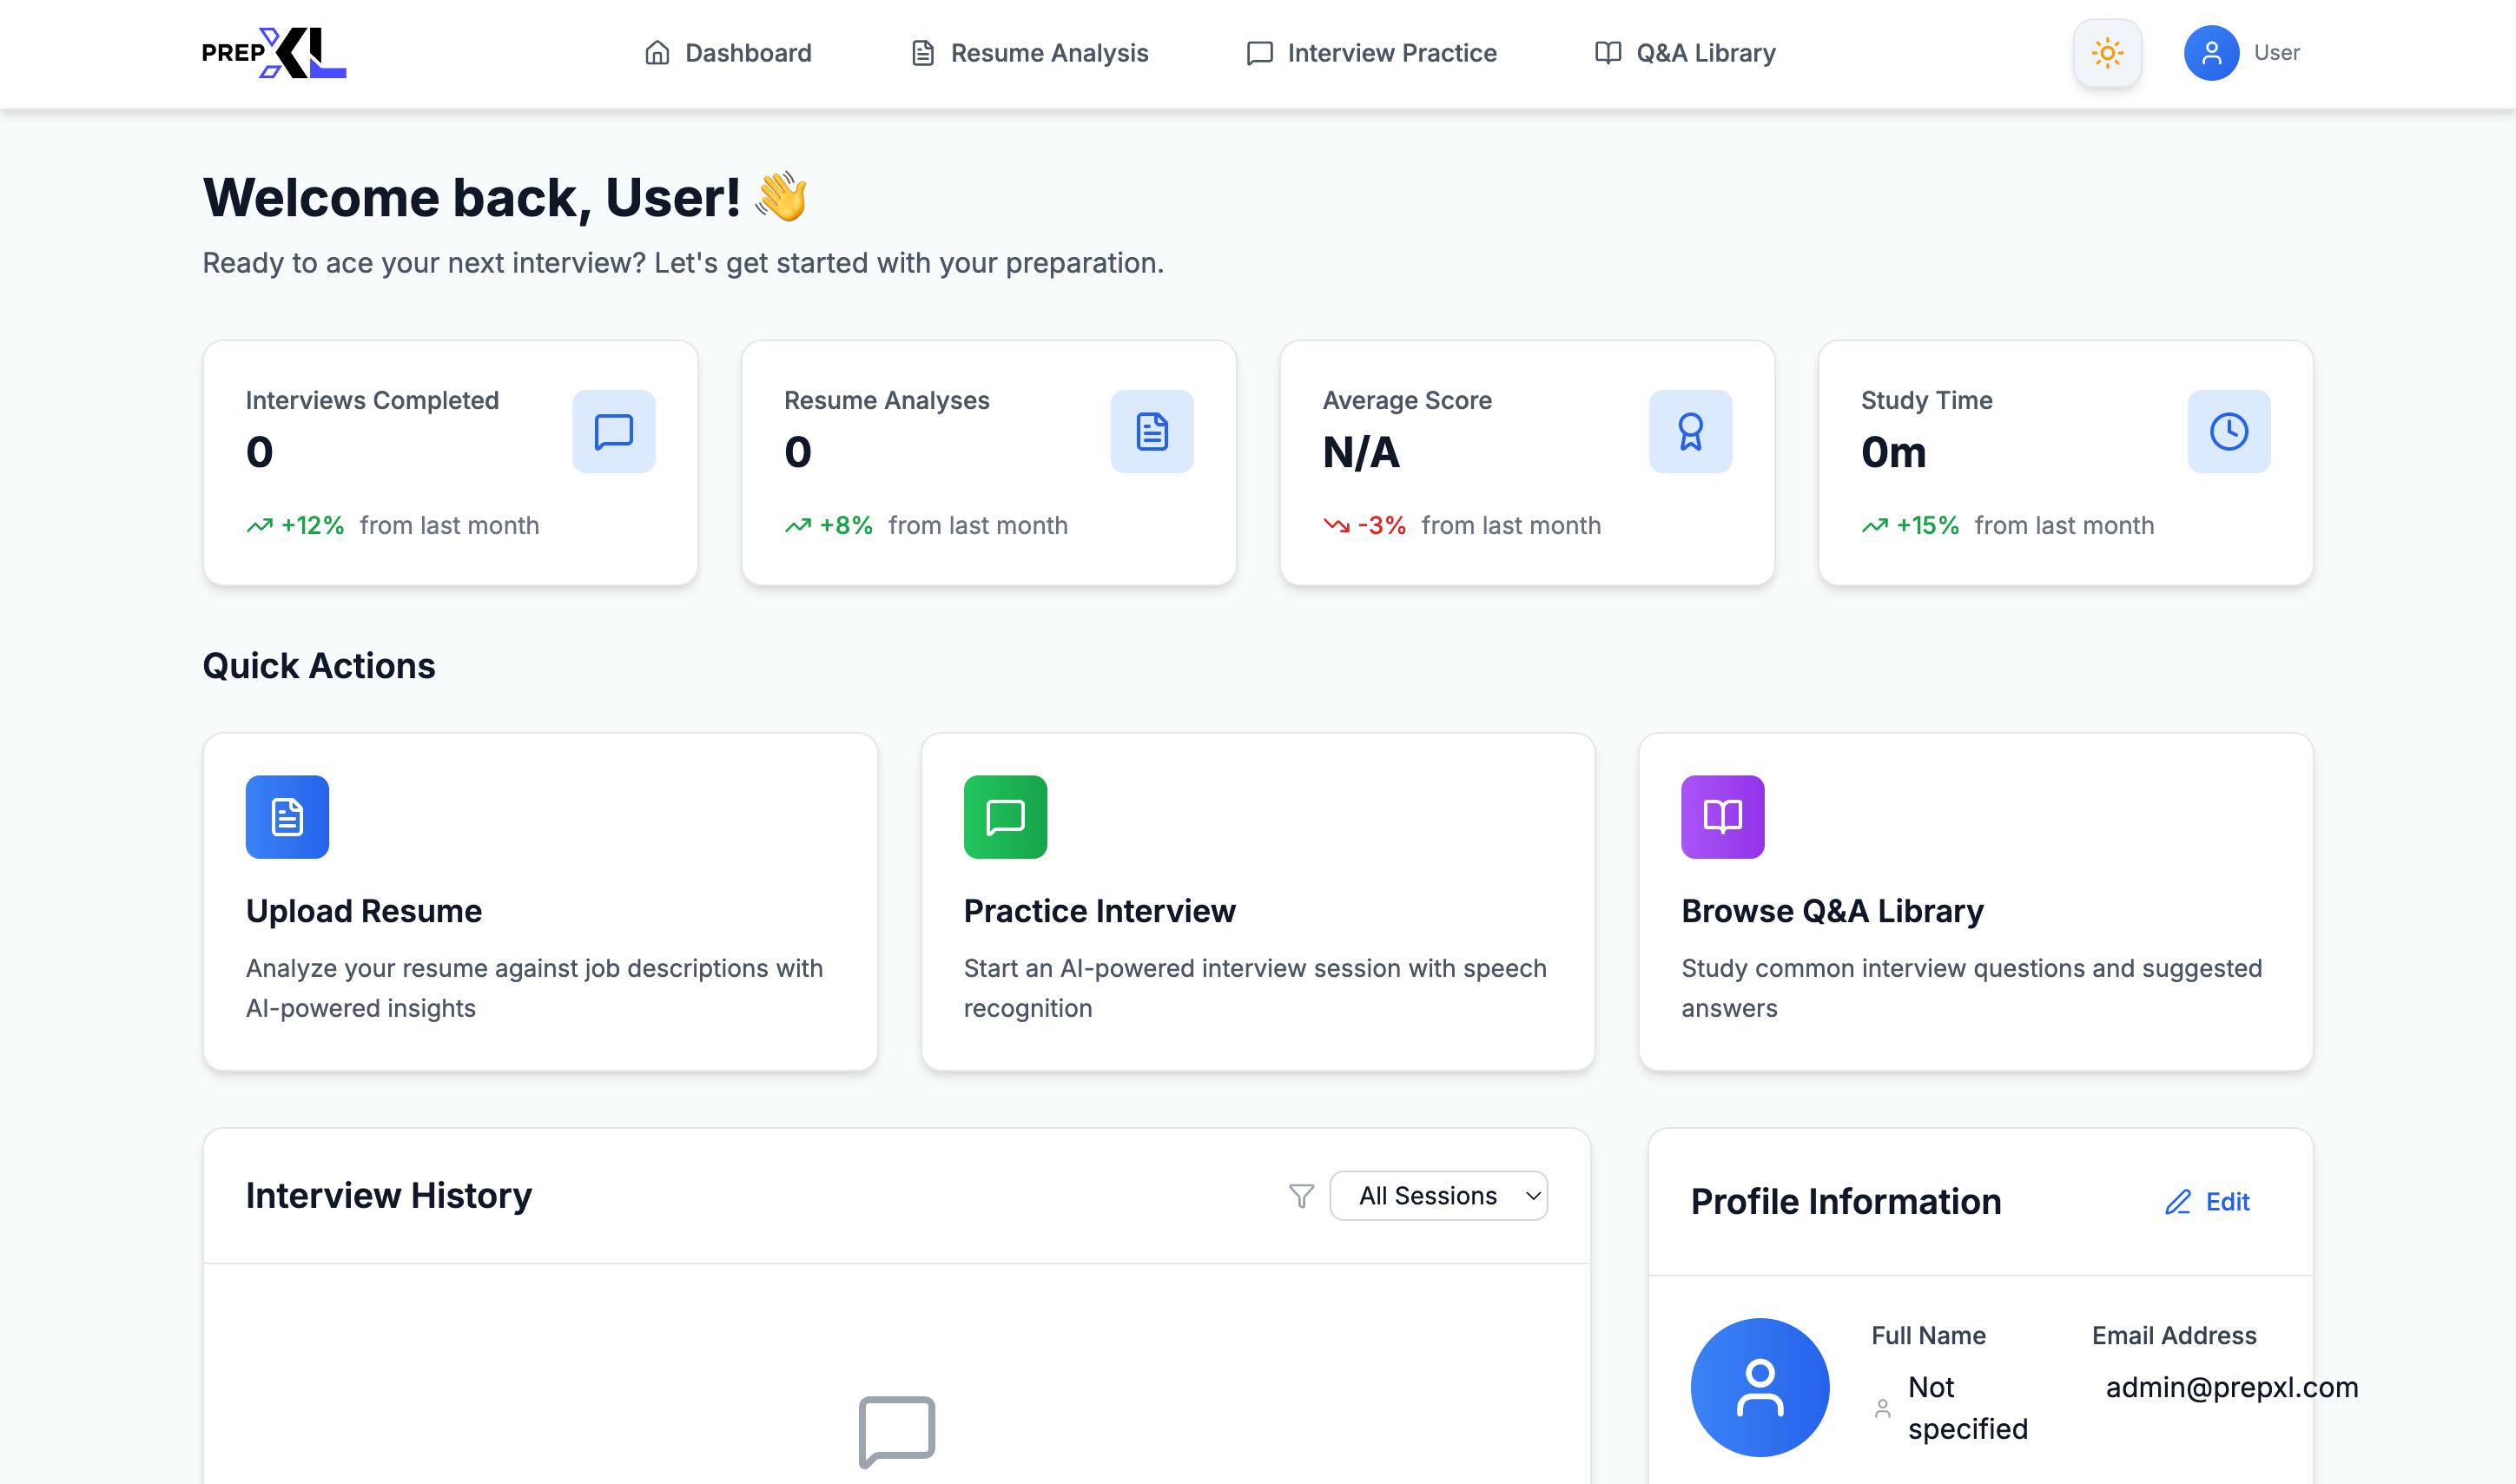 PREP XL
Dashboard
Resume Analysis
Interview Practice
Q&A Library
User
Welcome back, User! 👋
Ready to ace your next interview? Let's get started with your preparation.
Interviews Completed
0
+12% from last month
Resume Analyses
0
+8% from last month
Average Score
N/A
-3% from last month
Study Time
0m
+15% from last month
Quick Actions
Upload Resume
Analyze your resume against job descriptions with
AI-powered insights
Practice Interview
Start an AI-powered interview session with speech
recognition
Browse Q&A Library
Study common interview questions and suggested
answers
Interview History
All Sessions
Profile Information
Edit
Full Name
Not
specified
Email Address
admin@prepxl.com